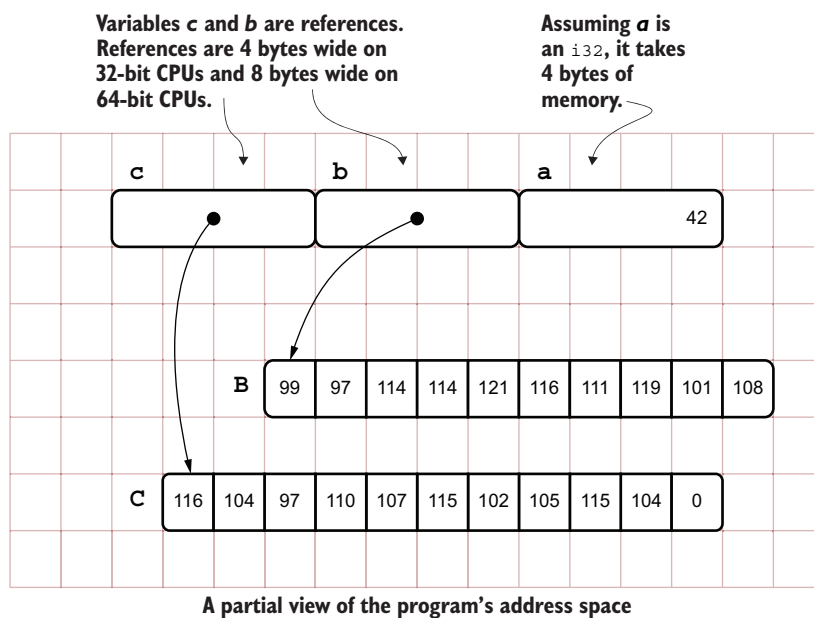 Variables c and b are references.
References are 4 bytes wide on
32-bit CPUs and 8 bytes wide on
64-bit CPUs.
Assuming a is
an i32, it takes
4 bytes of
memory.
c b a
42
B 99 97 114 114 121 116 111 119 101 108
C 116 104 97 110 107 115 102 105 115 104 0
A partial view of the program's address space